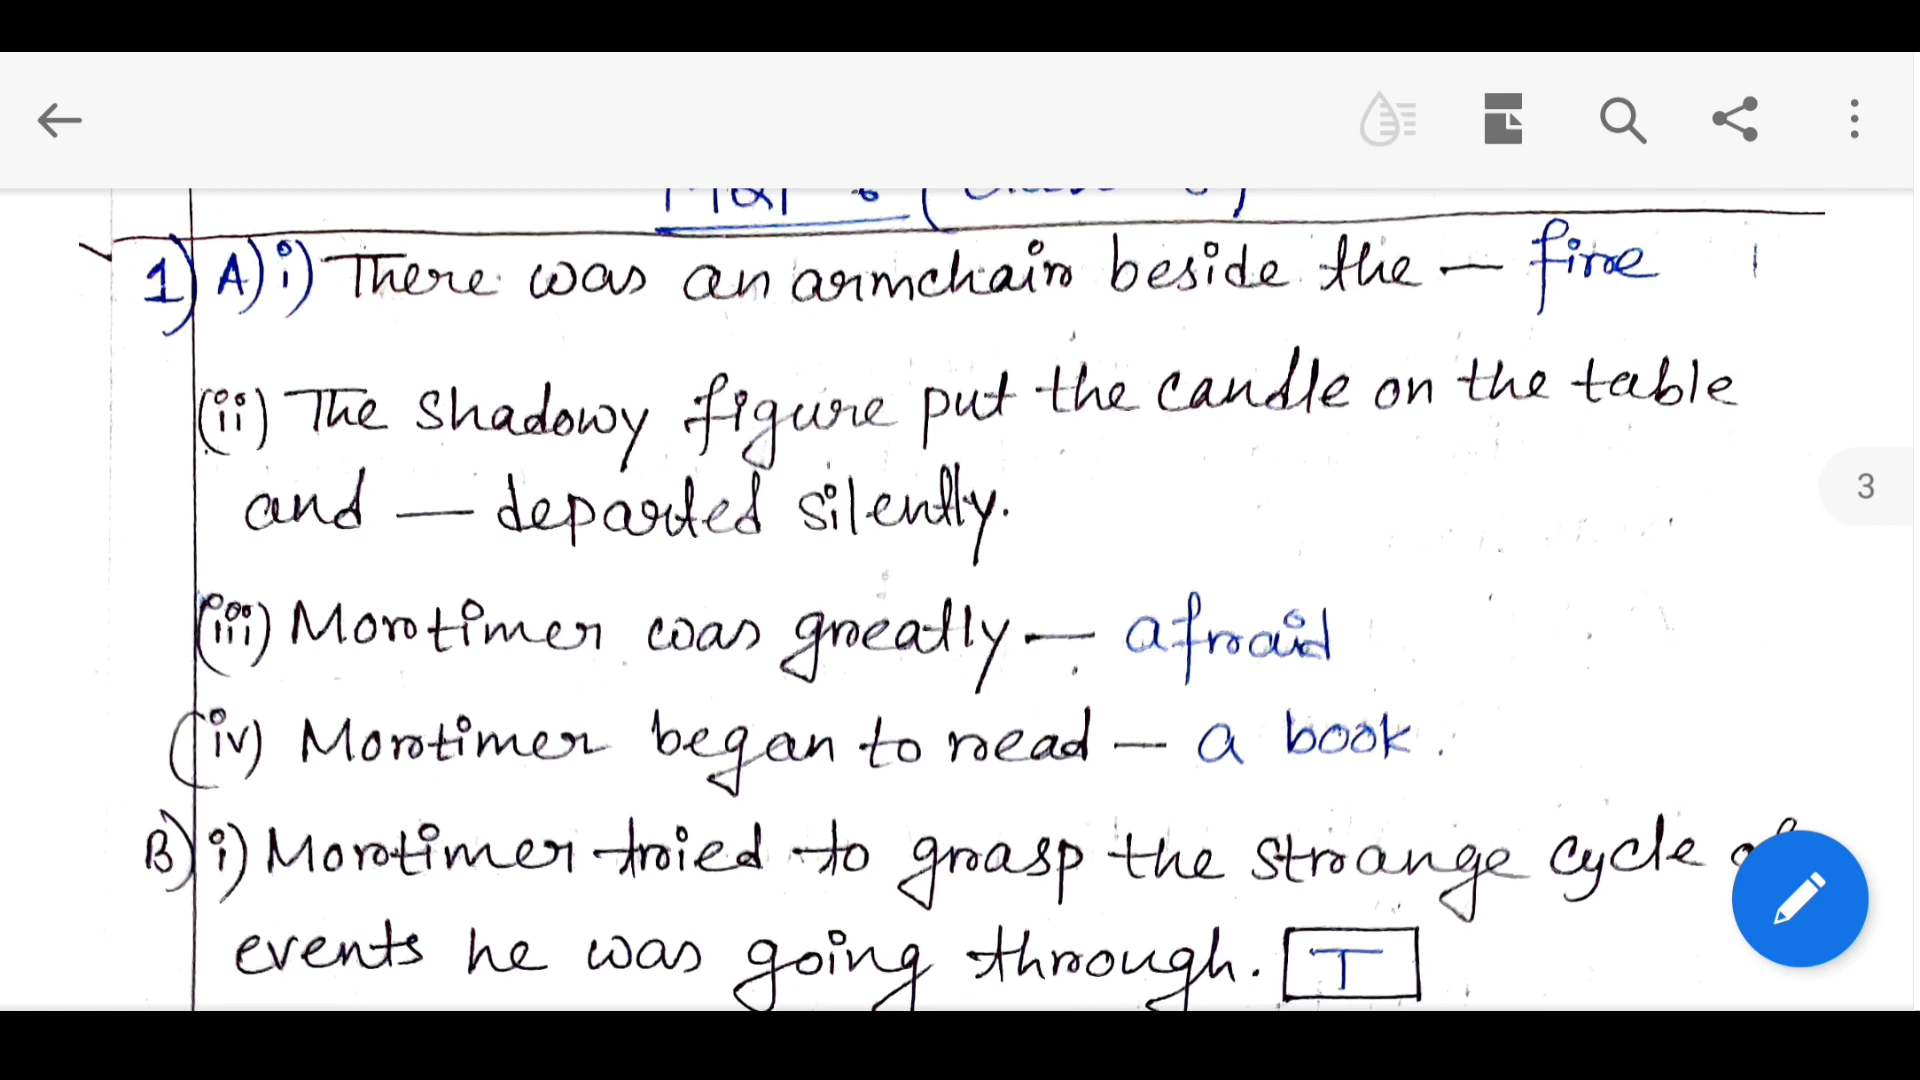 1) A) i) There was an armchair beside the — fire
(ii) The shadowy figure put the candle on the table
and — departed silently.
3
(iii) Mortimer was greatly — afraid
(iv) Mortimer began to read — a book.
B) i) Mortimer tried to grasp the strange cycle
events he was going through. T